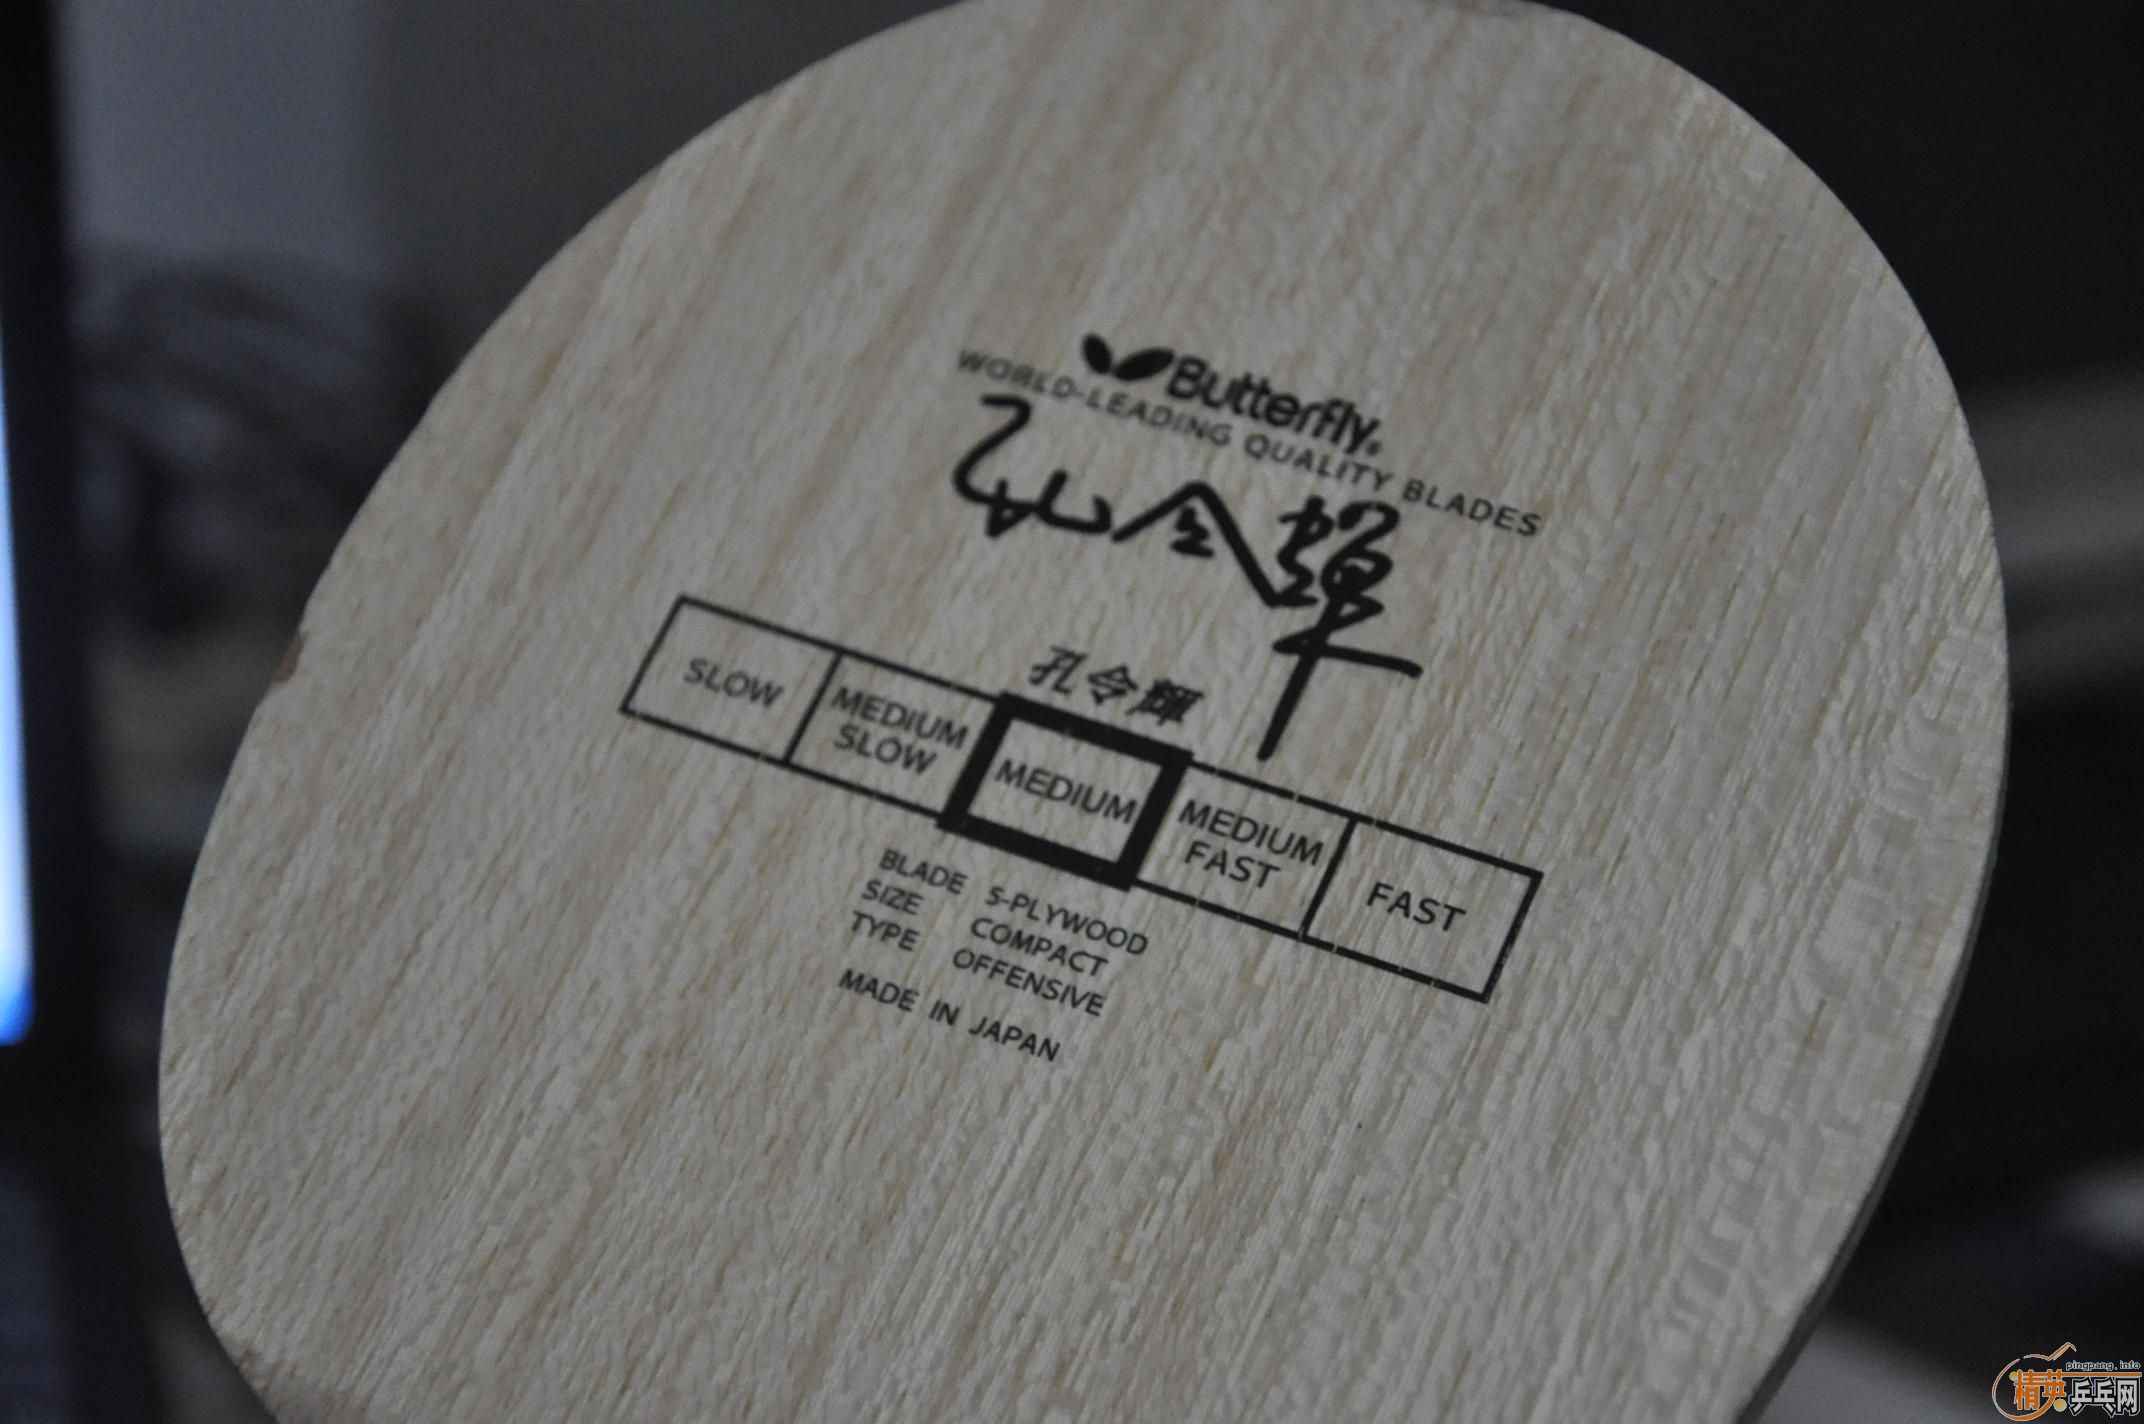 Butterfly®
WORLD-LEADING QUALITY BLADES
孔令輝
孔令輝
SLOW
MEDIUM SLOW
MEDIUM
MEDIUM FAST
FAST
BLADE 5-PLYWOOD
SIZE COMPACT
TYPE OFFENSIVE
MADE IN JAPAN
pingpang.info
精英乒乓网